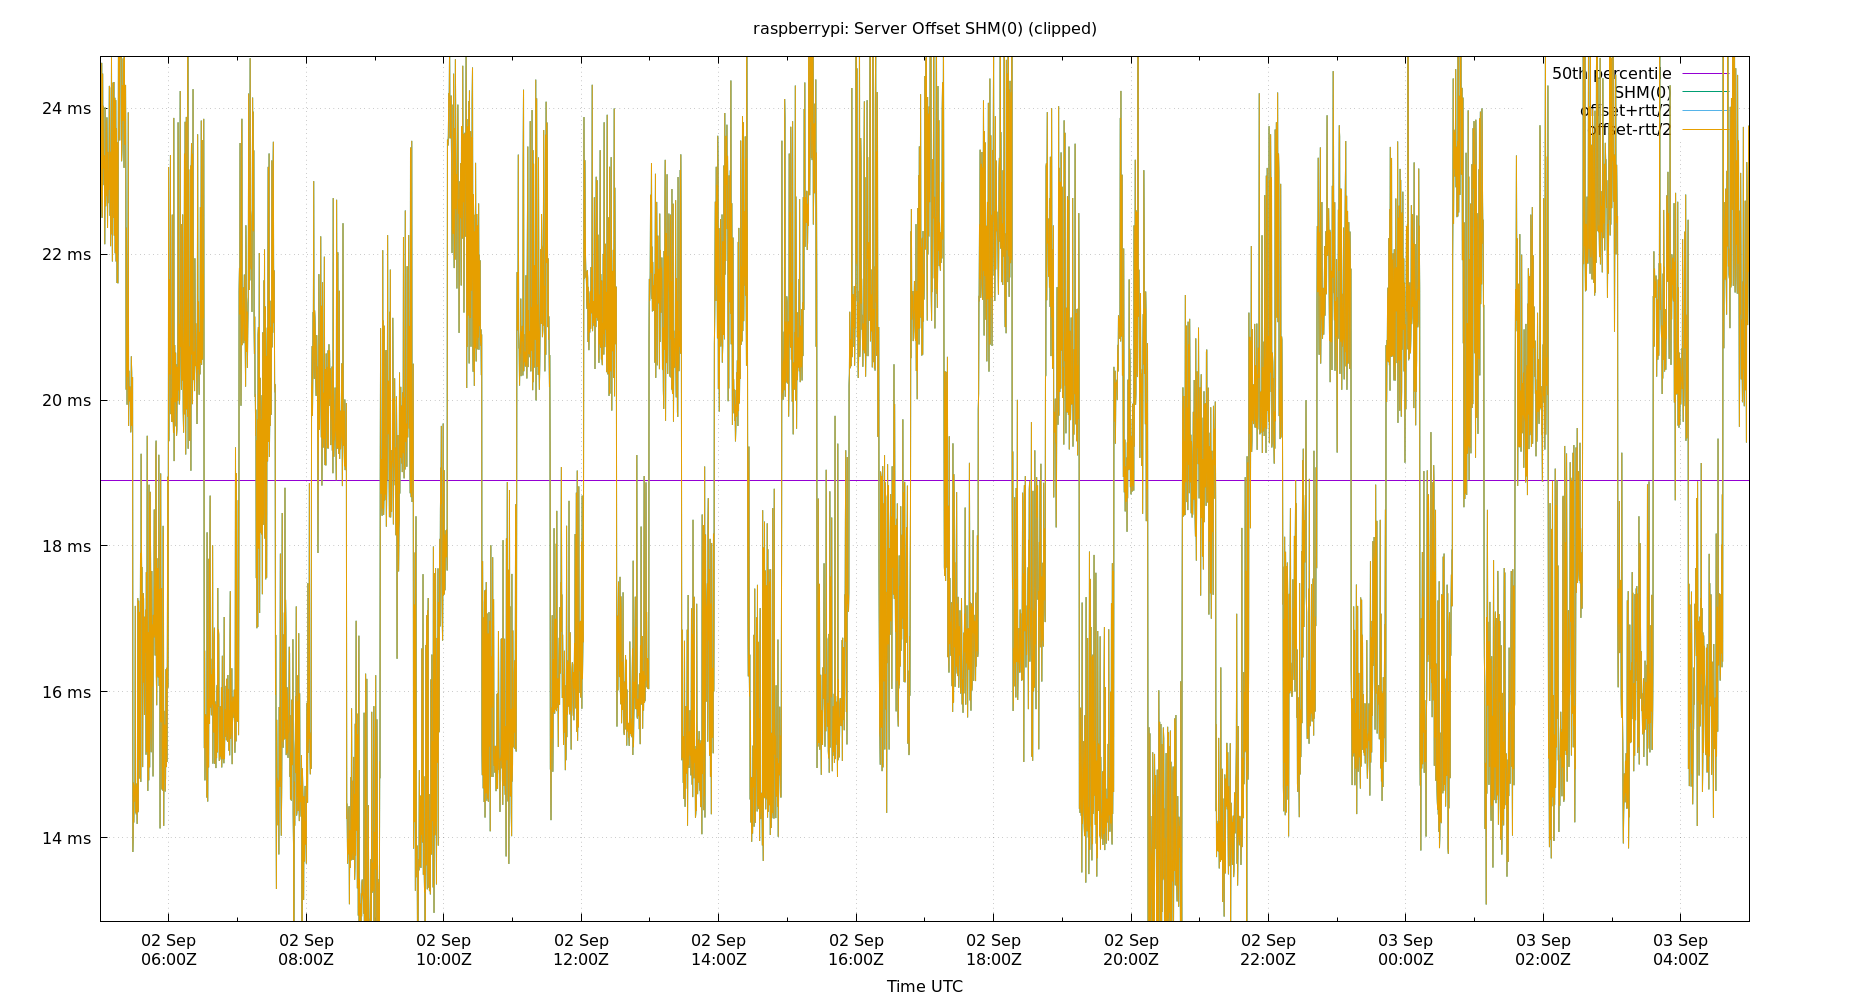 raspberrypi: Server Offset SHM(0) (clipped)
50th percentile
SHM(0)
offset+rtt/2
offset-rtt/2
24 ms
22 ms
20 ms
18 ms
16 ms
14 ms
02 Sep 02 Sep 02 Sep 02 Sep 02 Sep 02 Sep 02 Sep 02 Sep 02 Sep 03 Sep 03 Sep 03 Sep
06:00Z 08:00Z 10:00Z 12:00Z 14:00Z 16:00Z 18:00Z 20:00Z 22:00Z 00:00Z 02:00Z 04:00Z
Time UTC